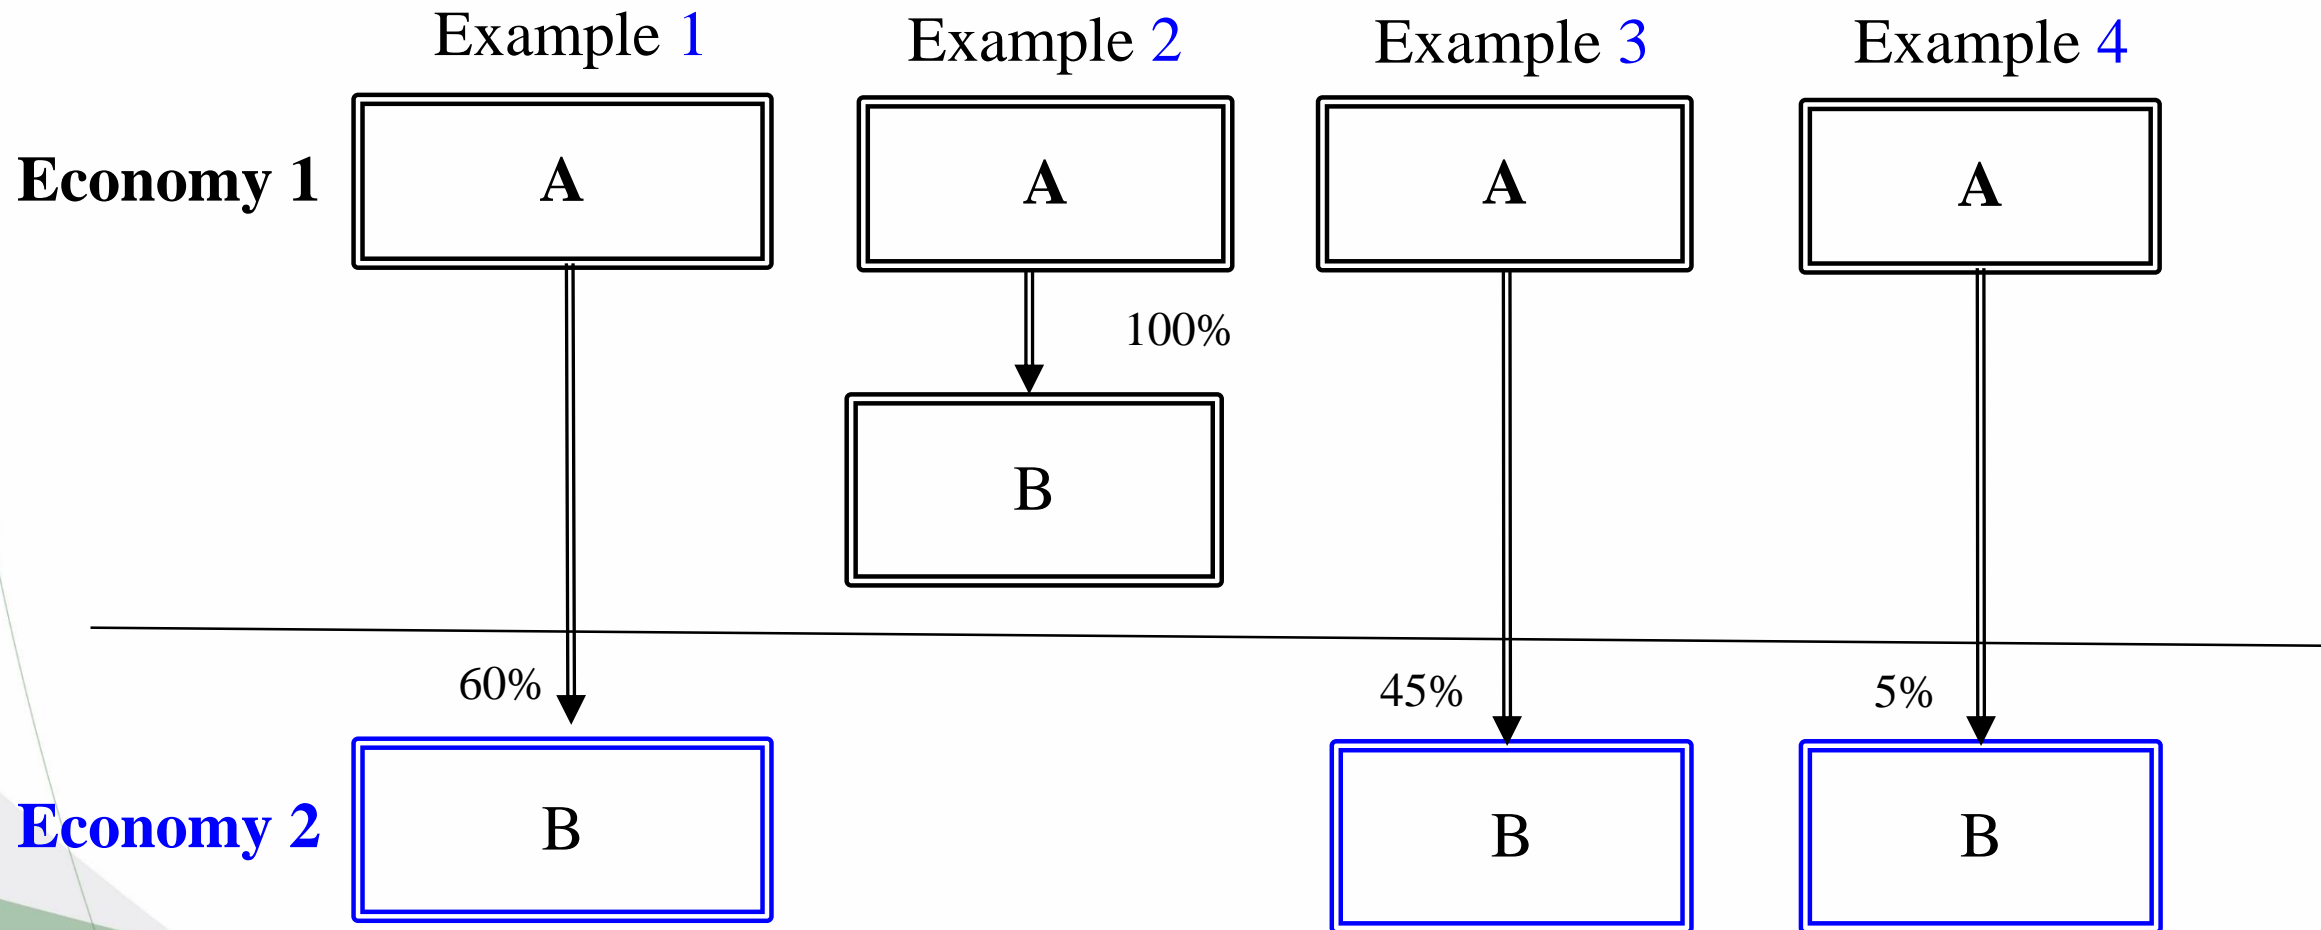 Example 1
Example 2
Example 3
Example 4
Economy 1
A
A
A
A
100%
B
60%
45%
5%
Economy 2
B
B
B